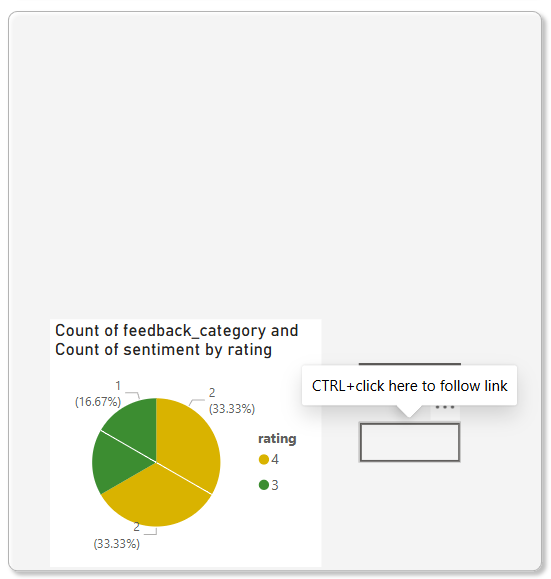 Count of feedback_category and
Count of sentiment by rating
1
(16.67%)
2
(33.33%)
CTRL+click here to follow link
...
rating
4
3
2
(33.33%)